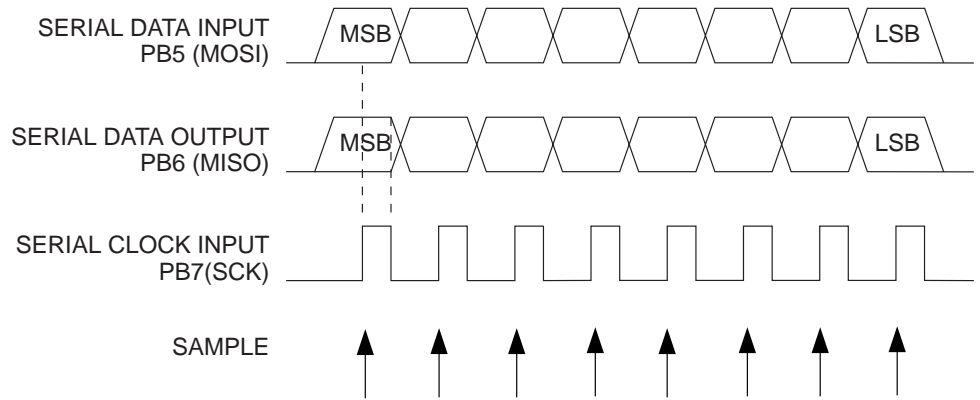 SERIAL DATA INPUT
PB5 (MOSI)
MSB
LSB
SERIAL DATA OUTPUT
PB6 (MISO)
MSB
LSB
SERIAL CLOCK INPUT
PB7(SCK)
SAMPLE